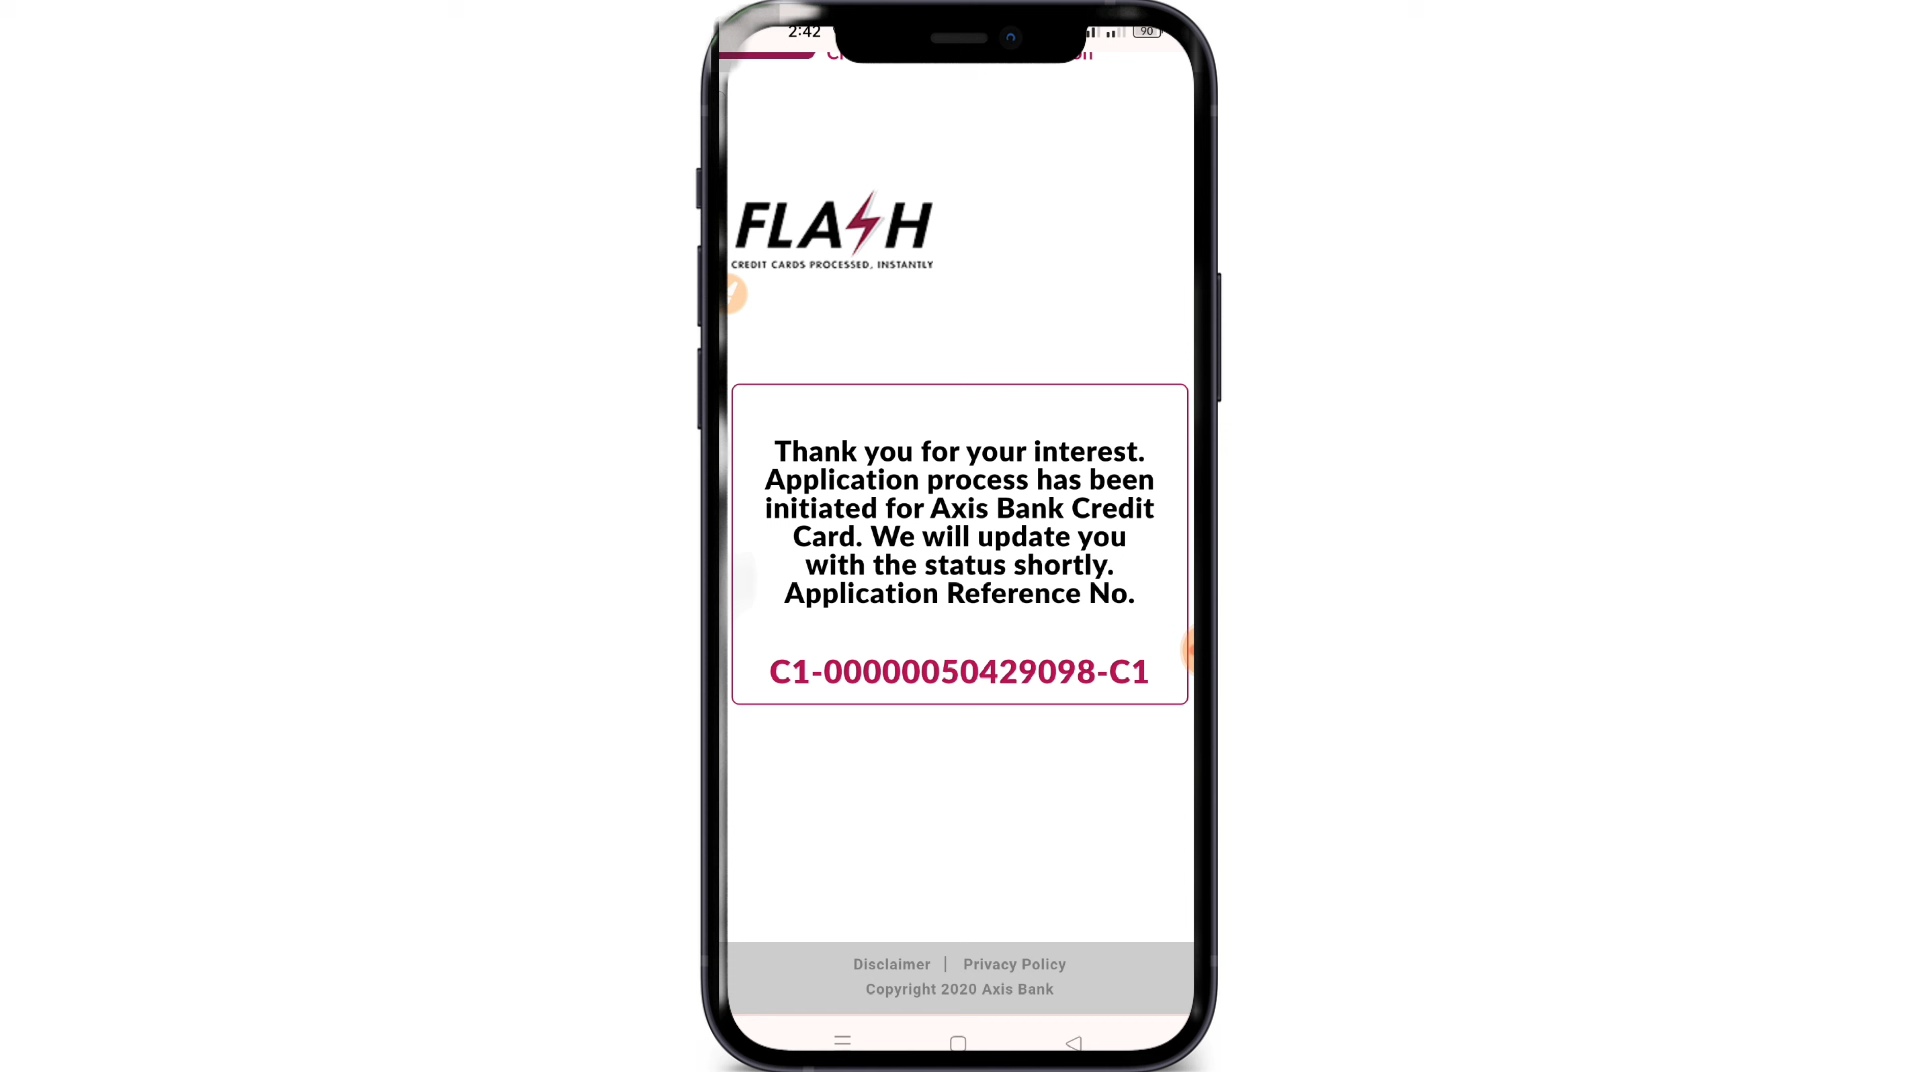 2:42
90
FLASH
CREDIT CARDS PROCESSED, INSTANTLY
Thank you for your interest.
Application process has been
initiated for Axis Bank Credit
Card. We will update you
with the status shortly.
Application Reference No.
C1-00000050429098-C1
Disclaimer | Privacy Policy
Copyright 2020 Axis Bank